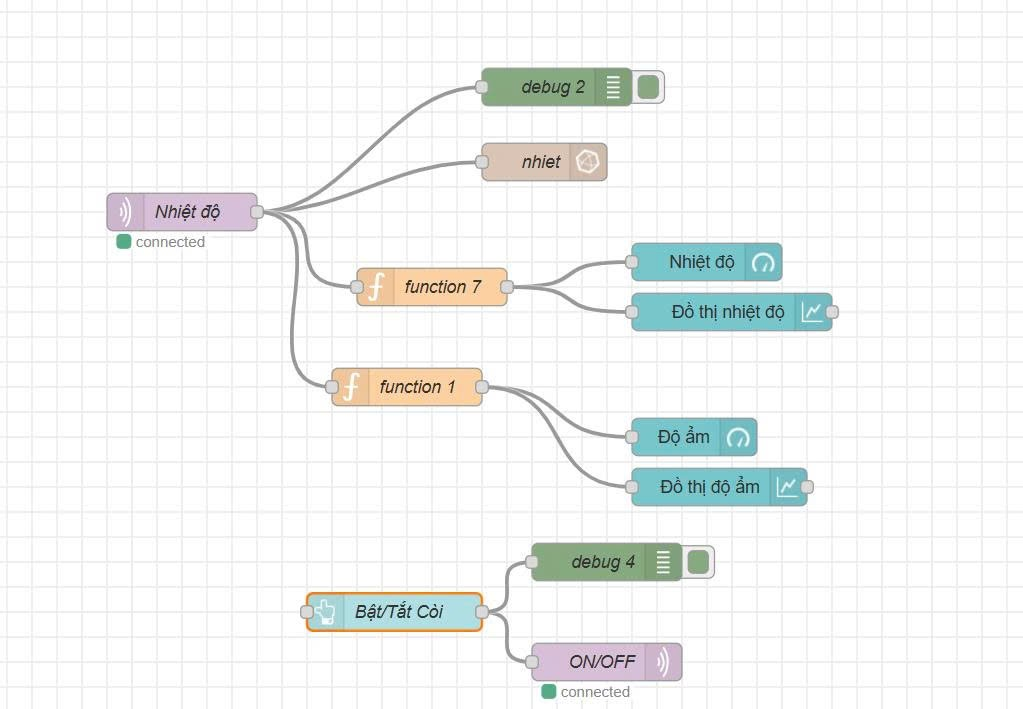 debug 2
nhiet
Nhiệt độ
connected
Nhiệt độ
function 7
Đồ thị nhiệt độ
function 1
Độ ẩm
Đồ thị độ ẩm
debug 4
Bật/Tắt Còi
ON/OFF
connected